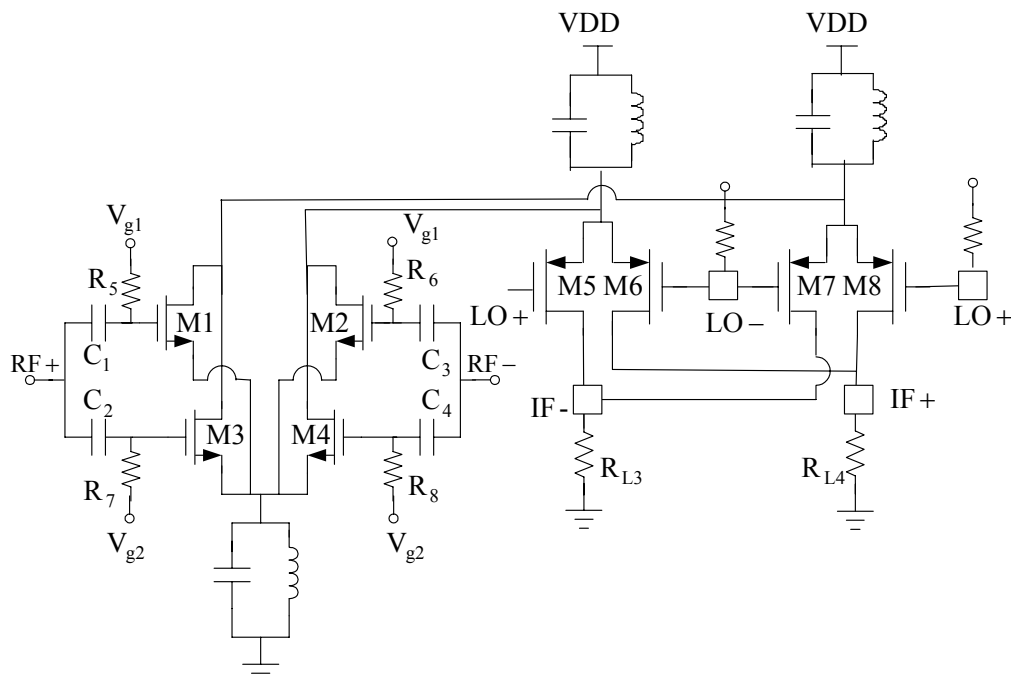 VDD VDD
Vg1 Vg1
R5 R6
M1 M2
M5 M6 M7 M8
LO+ LO− LO+
RF+ C1 C3 RF−
C2 C4
IF- IF+
M3 M4
R7 R8
RL3 RL4
Vg2 Vg2